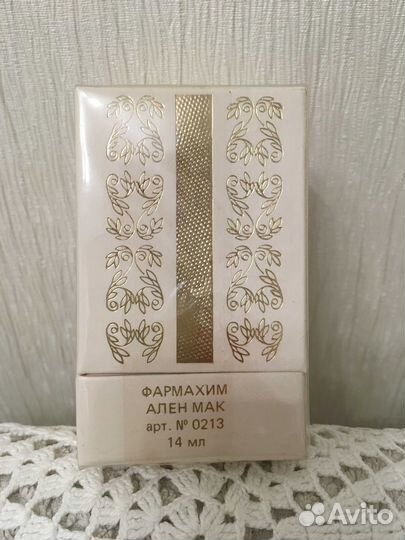 ФАРМАХИМ
АЛЕН МАК
арт. № 0213
14 мл
Avito